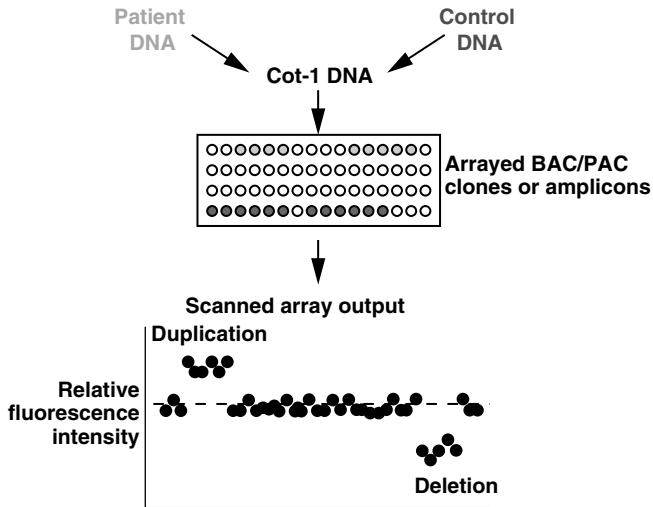 Patient
DNA
Control
DNA
Cot-1 DNA
Arrayed BAC/PAC
clones or amplicons
Scanned array output
Duplication
Relative
fluorescence
intensity
Deletion